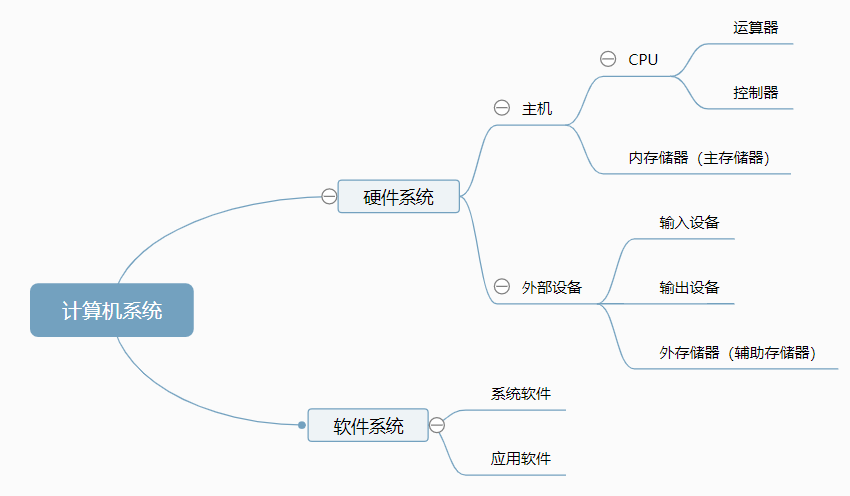 运算器
CPU
控制器
主机
内存储器（主存储器）
硬件系统
输入设备
外部设备
输出设备
计算机系统
外存储器（辅助存储器）
系统软件
软件系统
应用软件